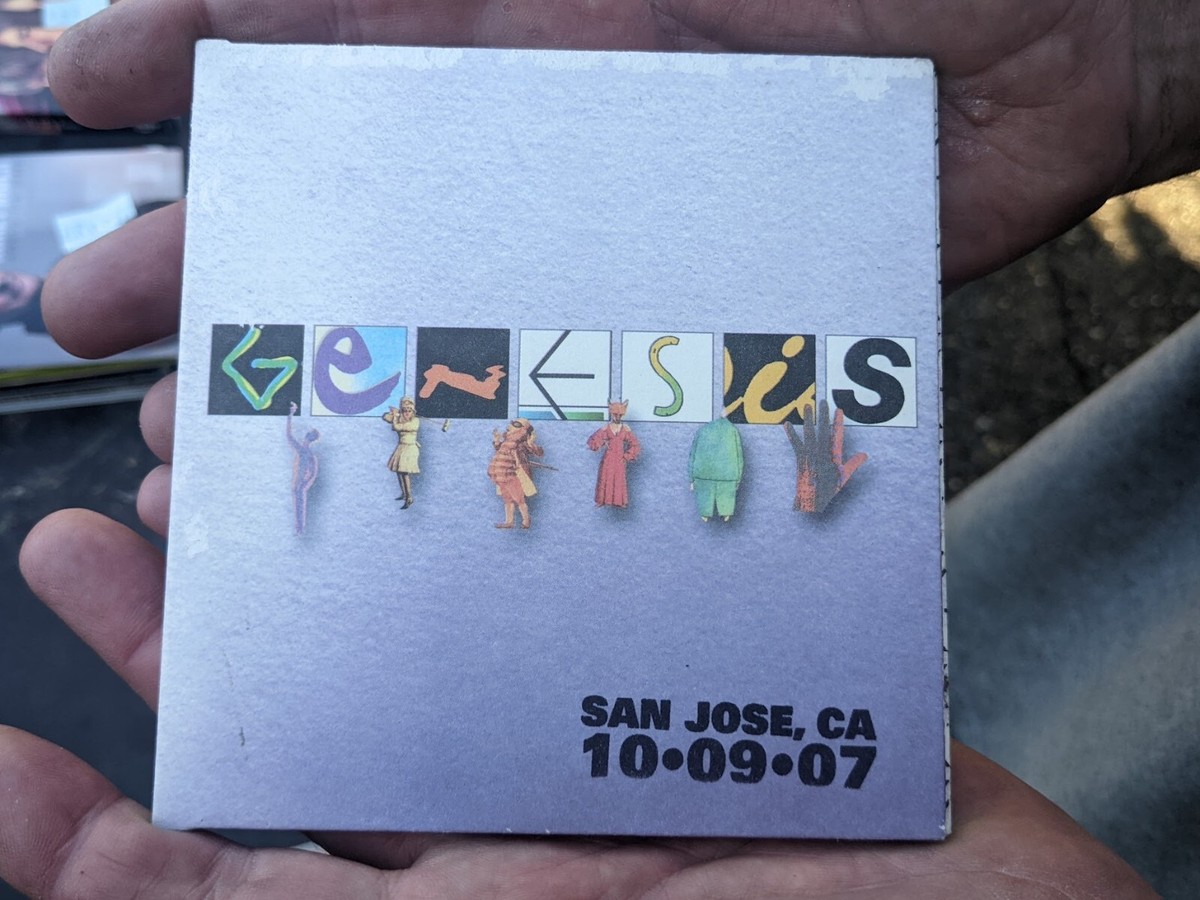 Genesis
SAN JOSE, CA
10•09•07